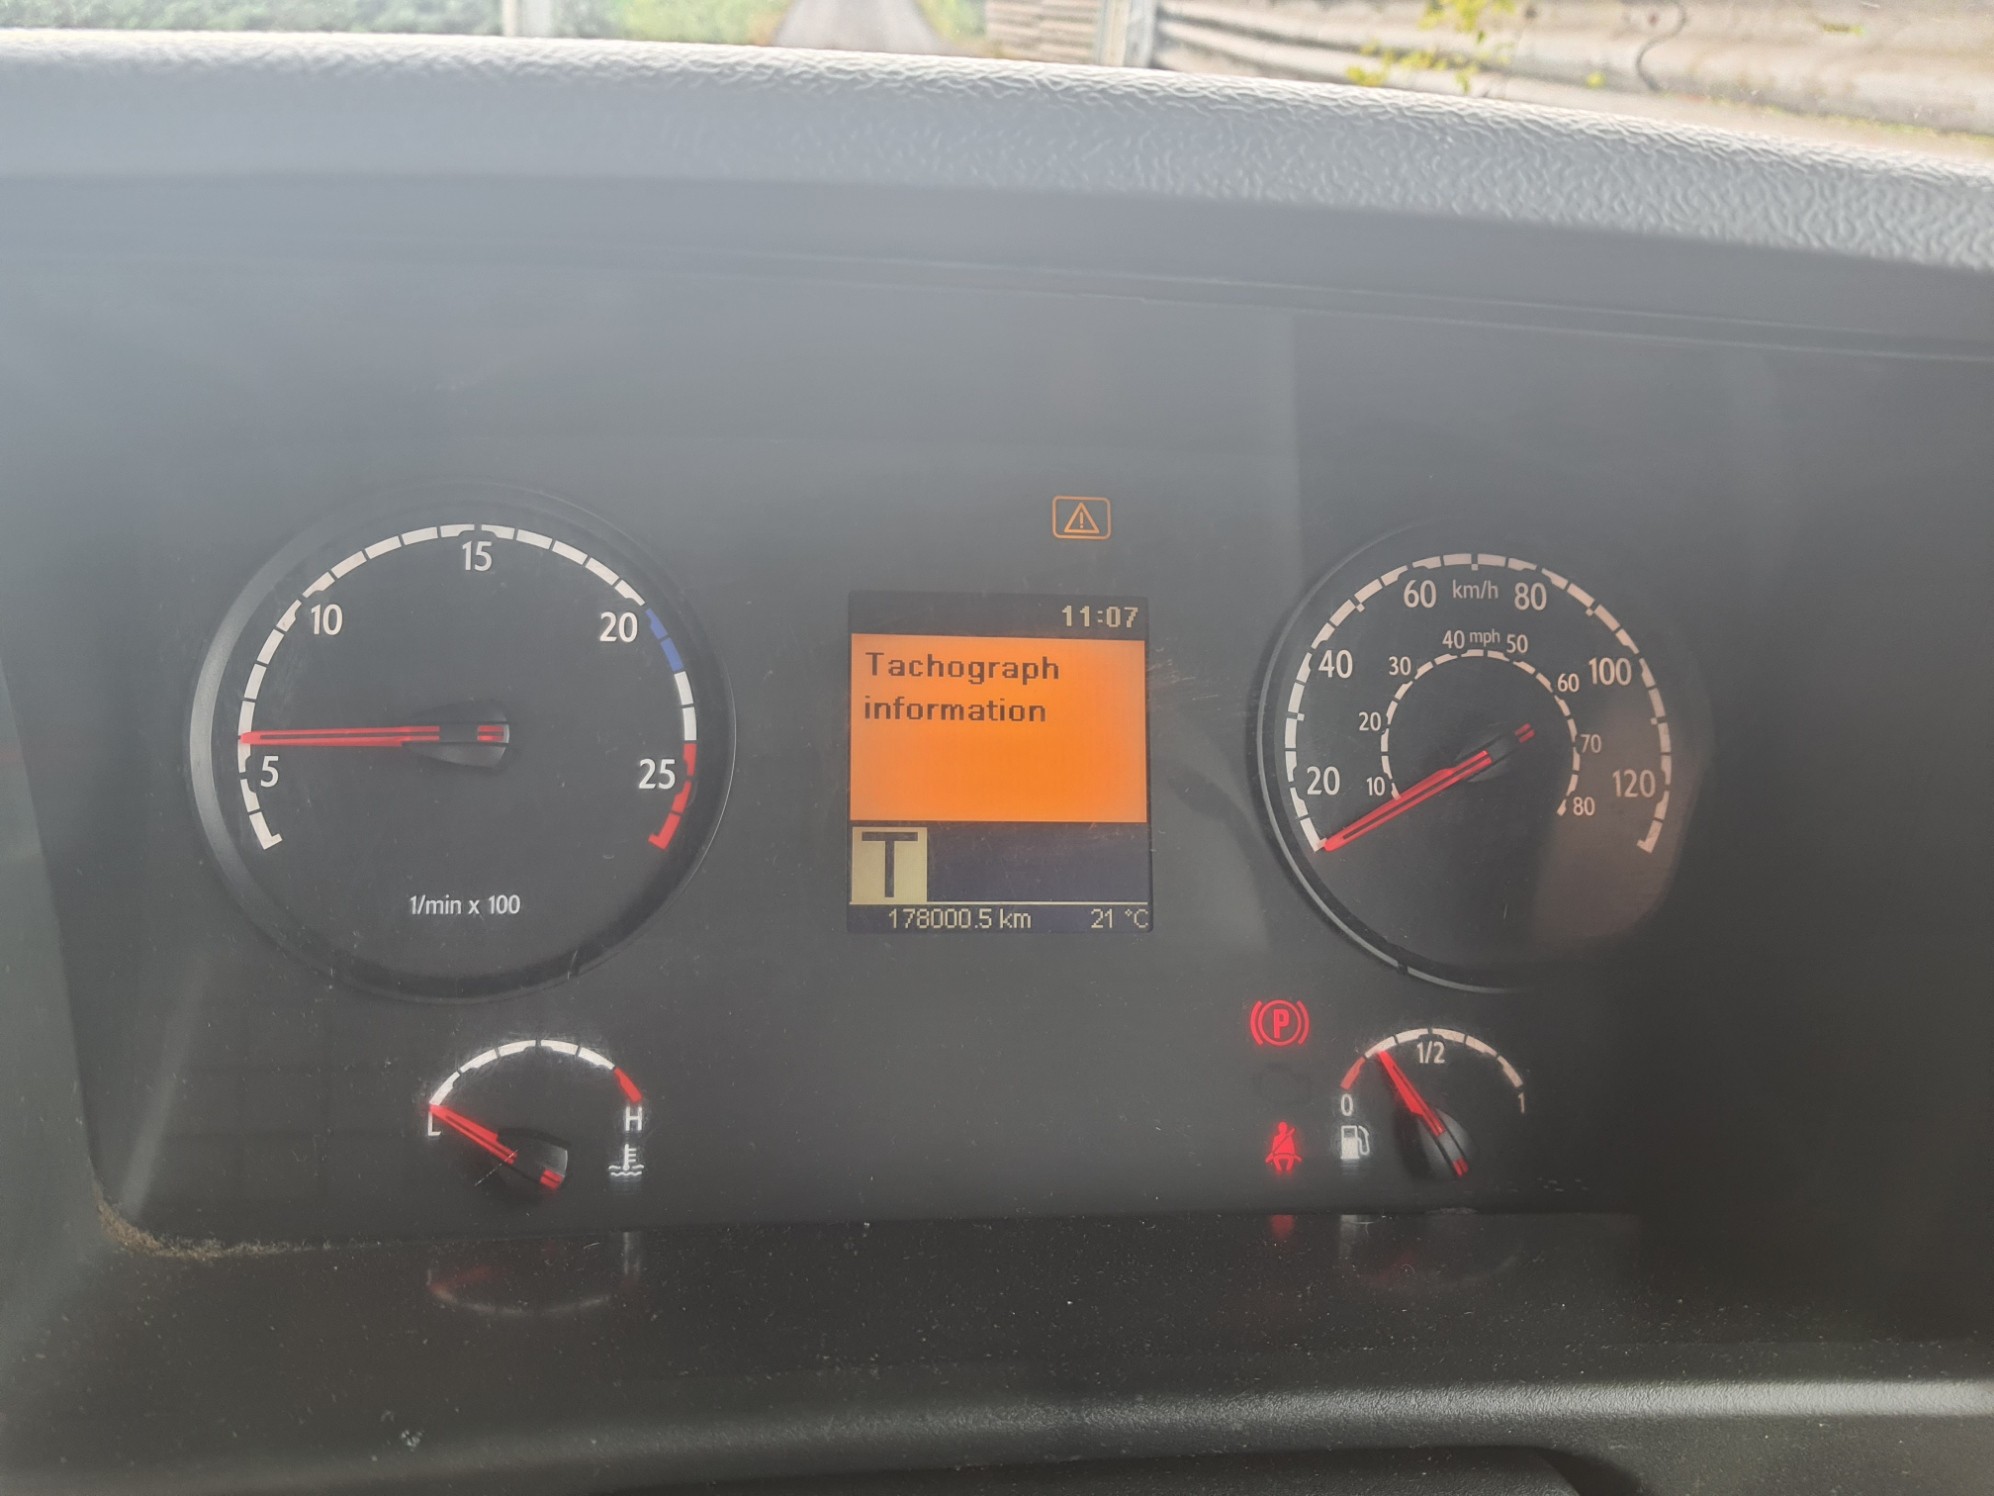 15
10
20
5
25
1/min x 100
L
H
11:07
Tachograph
information
T
178000.5 km 21 °C
60 km/h 80
40
100
20
120
40 mph 50
30
60
20
70
10
80
P
1/2
0
1